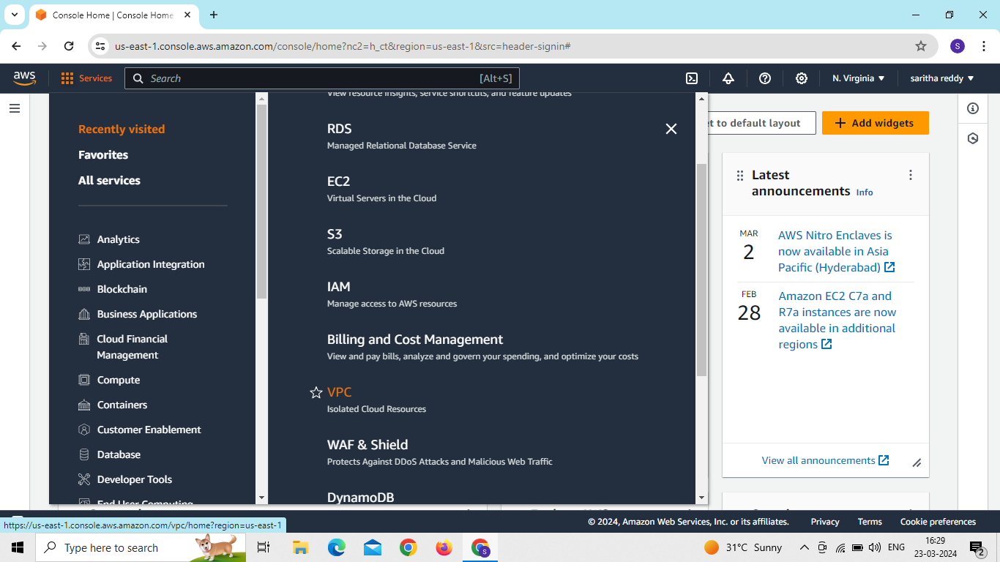 Console Home | Console Home
us-east-1.console.aws.amazon.com/console/home?nc2=h_ct&region=us-east-1&src=header-signin#
aws
Services
Search
[Alt+S]
N. Virginia
saritha reddy
Recently visited
Favorites
All services
Analytics
Application Integration
Blockchain
Business Applications
Cloud Financial
Management
Compute
Containers
Customer Enablement
Database
Developer Tools
End User Computing
View resource insights, service shortcuts, and feature updates
RDS
Managed Relational Database Service
EC2
Virtual Servers in the Cloud
S3
Scalable Storage in the Cloud
IAM
Manage access to AWS resources
Billing and Cost Management
View and pay bills, analyze and govern your spending, and optimize your costs
VPC
Isolated Cloud Resources
WAF & Shield
Protects Against DDoS Attacks and Malicious Web Traffic
DynamoDB
to default layout
Add widgets
Latest
announcements Info
MAR
2
AWS Nitro Enclaves is
now available in Asia
Pacific (Hyderabad)
FEB
28
Amazon EC2 C7a and
R7a instances are now
available in additional
regions
View all announcements
https://us-east-1.console.aws.amazon.com/vpc/home?region=us-east-1
© 2024, Amazon Web Services, Inc. or its affiliates.
Privacy
Terms
Cookie preferences
Type here to search
S
31°C Sunny
ENG
16:29
23-03-2024
2